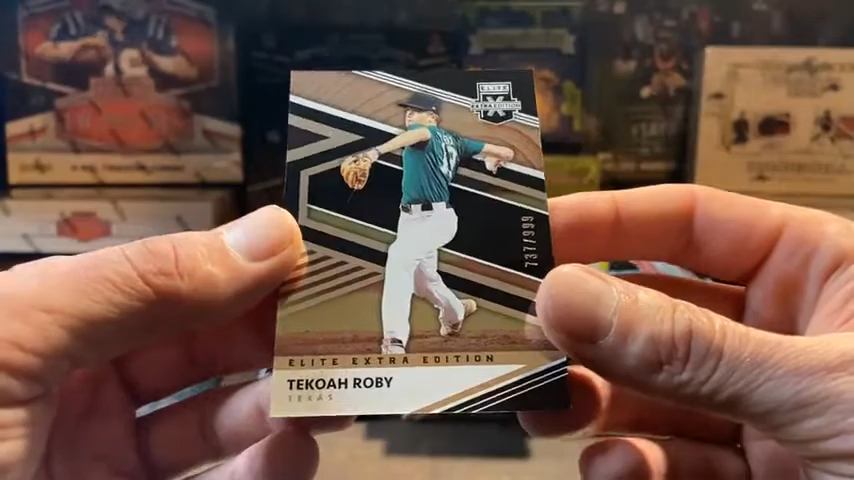 ELITE
X
EXTRA EDITION
737/999
ELITE EXTRA EDITION
TEKOAH ROBY
TEXAS